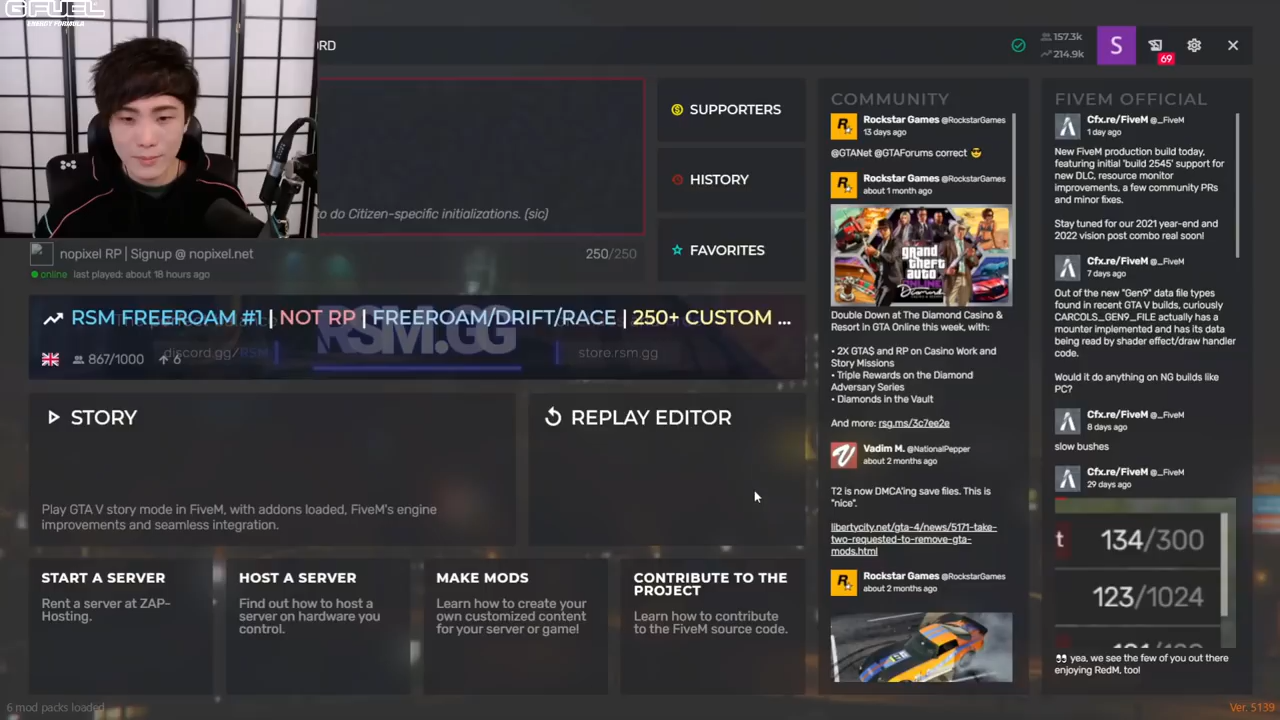 G FUEL
ENERGY FORMULA
ORD
157.3k
214.9k
S
69
to do Citizen-specific initializations. (sic)
nopixel RP | Signup @ nopixel.net
250/250
online last played: about 18 hours ago
SUPPORTERS
HISTORY
FAVORITES
RSM FREEROAM #1 | NOT RP | FREEROAM/DRIFT/RACE | 250+ CUSTOM ...
RSM.GG
867/1000 6
discord.gg/RSM
store.rsm.gg
STORY
Play GTA V story mode in FiveM, with addons loaded, FiveM's engine
improvements and seamless integration.
REPLAY EDITOR
START A SERVER
Rent a server at ZAP-
Hosting.
HOST A SERVER
Find out how to host a
server on hardware you
control.
MAKE MODS
Learn how to create your
own customized content
for your server or game!
CONTRIBUTE TO THE
PROJECT
Learn how to contribute
to the FiveM source code.
COMMUNITY
Rockstar Games @RockstarGames
13 days ago
@GTANet @GTAForums correct 😎
Rockstar Games @RockstarGames
about 1 month ago
grand
theft
auto
ONLINE
Double Down at The Diamond Casino &
Resort in GTA Online this week, with:
• 2X GTA$ and RP on Casino Work and
Story Missions
• Triple Rewards on the Diamond
Adversary Series
• Diamonds in the Vault
And more: rsg.ms/3c7ee2e
Vadim M. @NationalPepper
about 2 months ago
T2 is now DMCA'ing save files. This is
"nice".
libertycity.net/gta-4/news/5171-take-
two-requested-to-remove-gta-
mods.html
Rockstar Games @RockstarGames
about 2 months ago
FIVEM OFFICIAL
Cfx.re/FiveM @_FiveM
1 day ago
New FiveM production build today,
featuring initial 'build 2545' support for
new DLC, resource monitor
improvements, a few community PRs
and minor fixes.
Stay tuned for our 2021 year-end and
2022 vision post combo real soon!
Cfx.re/FiveM @_FiveM
7 days ago
Out of the new "Gen9" data file types
found in recent GTA V builds, curiously
CARCOLS_GEN9_FILE actually has a
mounter implemented and has its data
being read by shader effect/draw handler
code.
Would it do anything on NG builds like
PC?
Cfx.re/FiveM @_FiveM
8 days ago
slow bushes
Cfx.re/FiveM @_FiveM
29 days ago
t 134/300
123/1024
yea, we see the few of you out there
enjoying RedM, too!
6 mod packs loaded
Ver. 5139